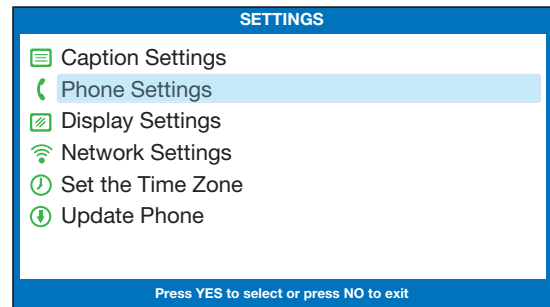 SETTINGS
Caption Settings
Phone Settings
Display Settings
Network Settings
Set the Time Zone
Update Phone
Press YES to select or press NO to exit